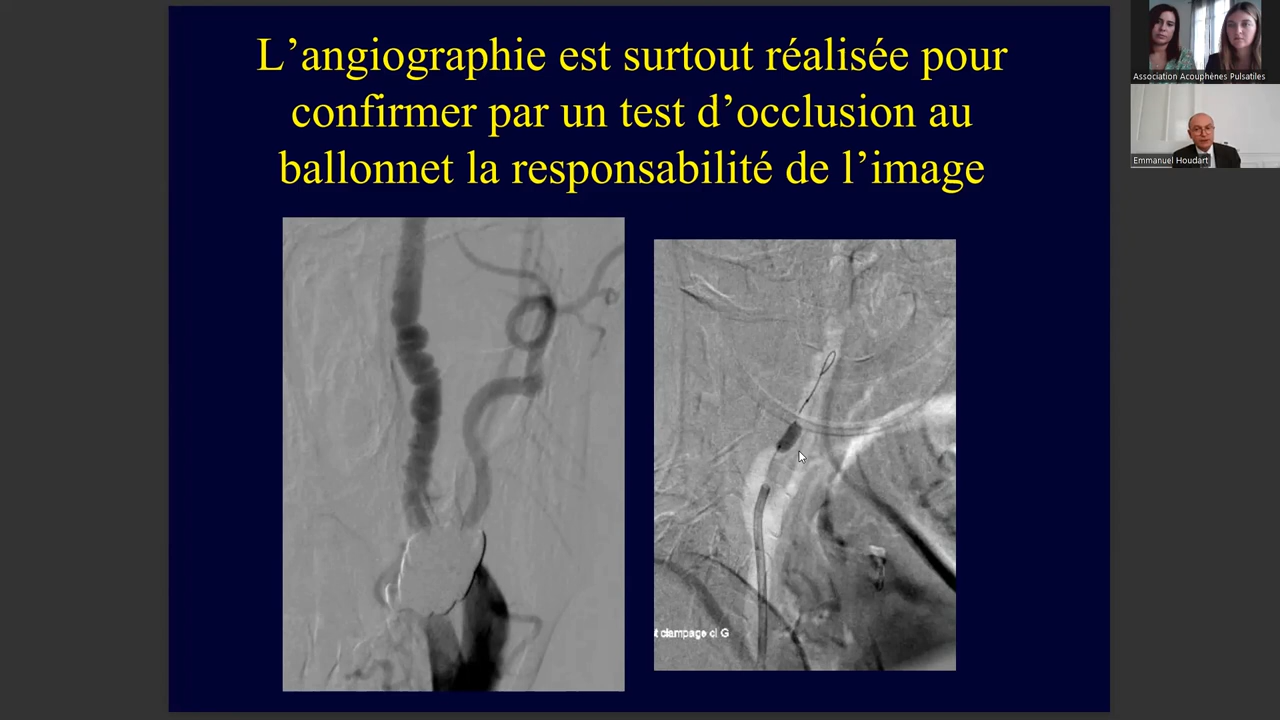 L’angiographie est surtout réalisée pour
confirmer par un test d’occlusion au
ballonnet la responsabilité de l’image
clampage ci G
Association Acouphènes Pulsatiles
Emmanuel Houdart